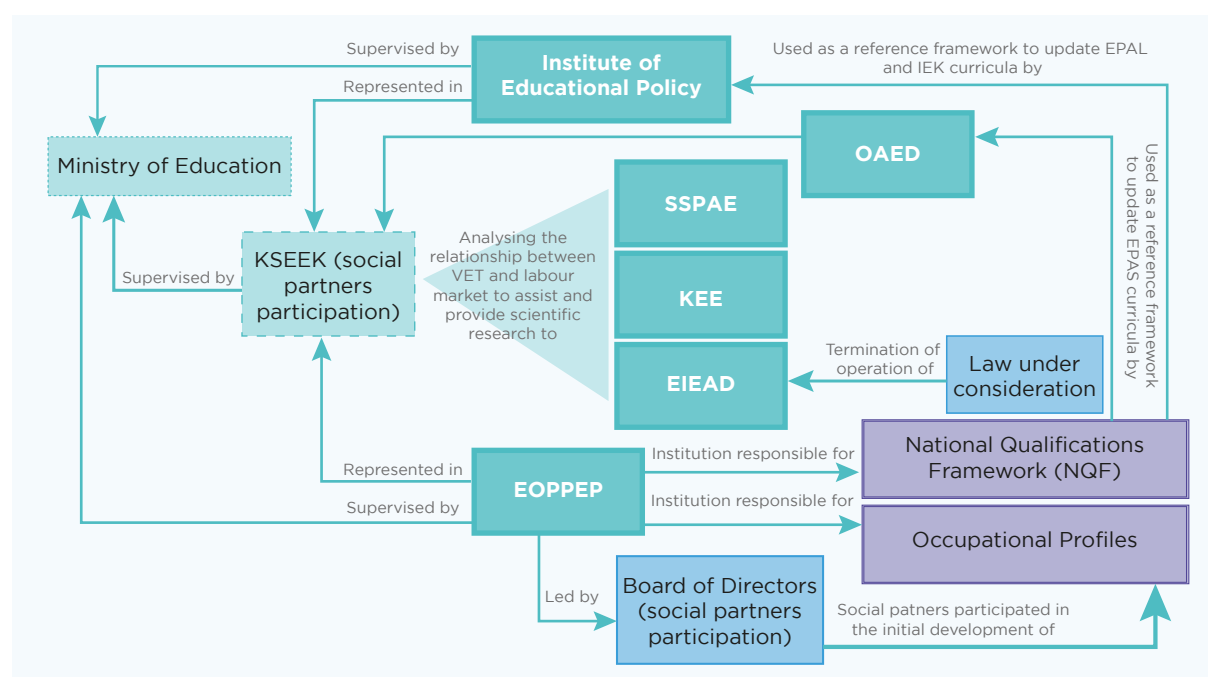 Supervised by
Represented in
Institute of
Educational Policy
Used as a reference framework to update EPAL
and IEK curricula by
Ministry of Education
OAED
Used as a reference framework
to update EPAS curricula by
SSPAE
KEE
EIEAD
Analysing the
relationship between
VET and labour
market to assist and
provide scientific
research to
KSEEK (social
partners
participation)
Supervised by
Termination of
operation of
Law under
consideration
National Qualifications
Framework (NQF)
Institution responsible for
Represented in
EOPPEP
Supervised by
Institution responsible for
Occupational Profiles
Led by
Board of Directors
(social partners
participation)
Social patners participated in
the initial development of